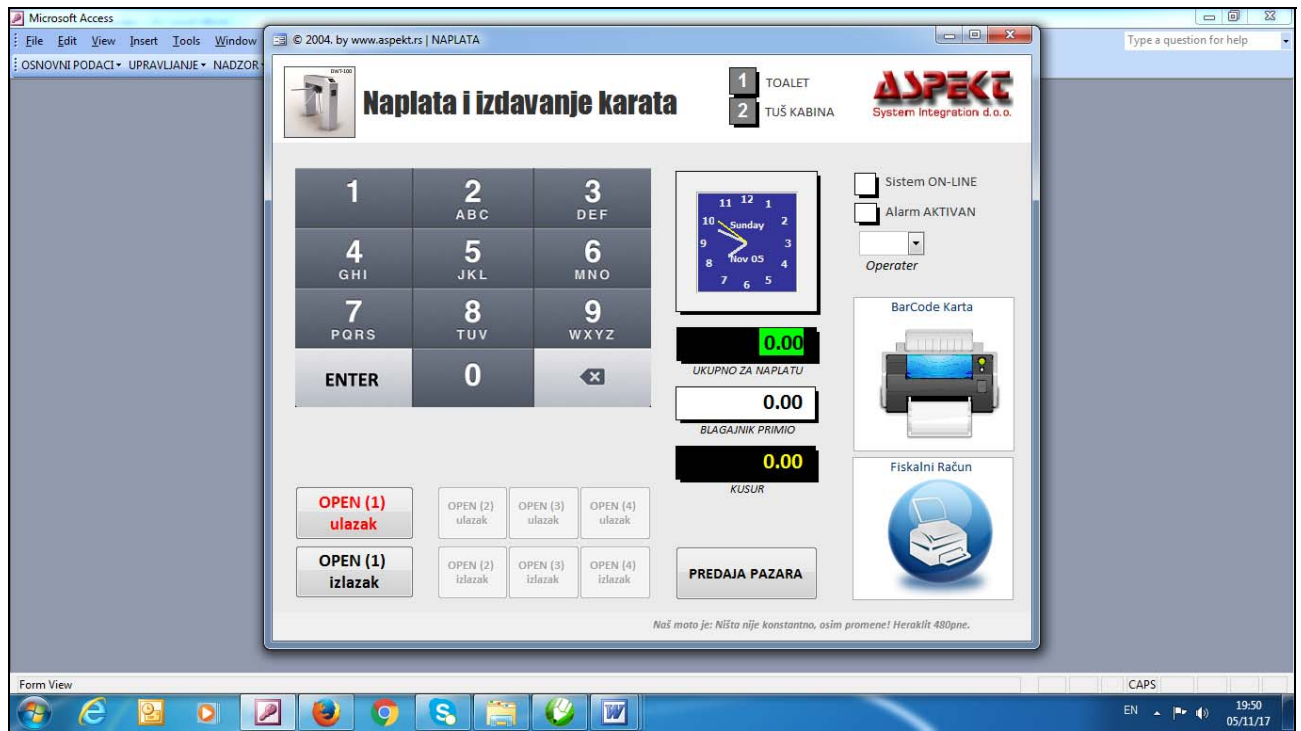 Microsoft Access
File Edit View Insert Tools Window
Type a question for help
OSNOVNI PODACI UPRAVLJANJE NADZOR
© 2004. by www.aspekt.rs | NAPLATA
DWT-100
Naplata i izdavanje karata
1 TOALET
2 TUŠ KABINA
ASPEKT
System Integration d.o.o.
1
2
ABC
3
DEF
4
GHI
5
JKL
6
MNO
7
PQRS
8
TUV
9
WXYZ
ENTER
0
11 12 1
10 Sunday 2
9 3
8 Nov 05 4
7 6 5
Sistem ON-LINE
Alarm AKTIVAN
Operater
0.00
UKUPNO ZA NAPLATU
0.00
BLAGAJNIK PRIMIO
0.00
KUSUR
BarCode Karta
Fiskalni Račun
OPEN (1)
ulazak
OPEN (2)
ulazak
OPEN (3)
ulazak
OPEN (4)
ulazak
OPEN (1)
izlazak
OPEN (2)
izlazak
OPEN (3)
izlazak
OPEN (4)
izlazak
PREDAJA PAZARA
Naš moto je: Ništa nije konstantno, osim promene! Heraklit 480pne.
Form View
CAPS
EN
19:50
05/11/17